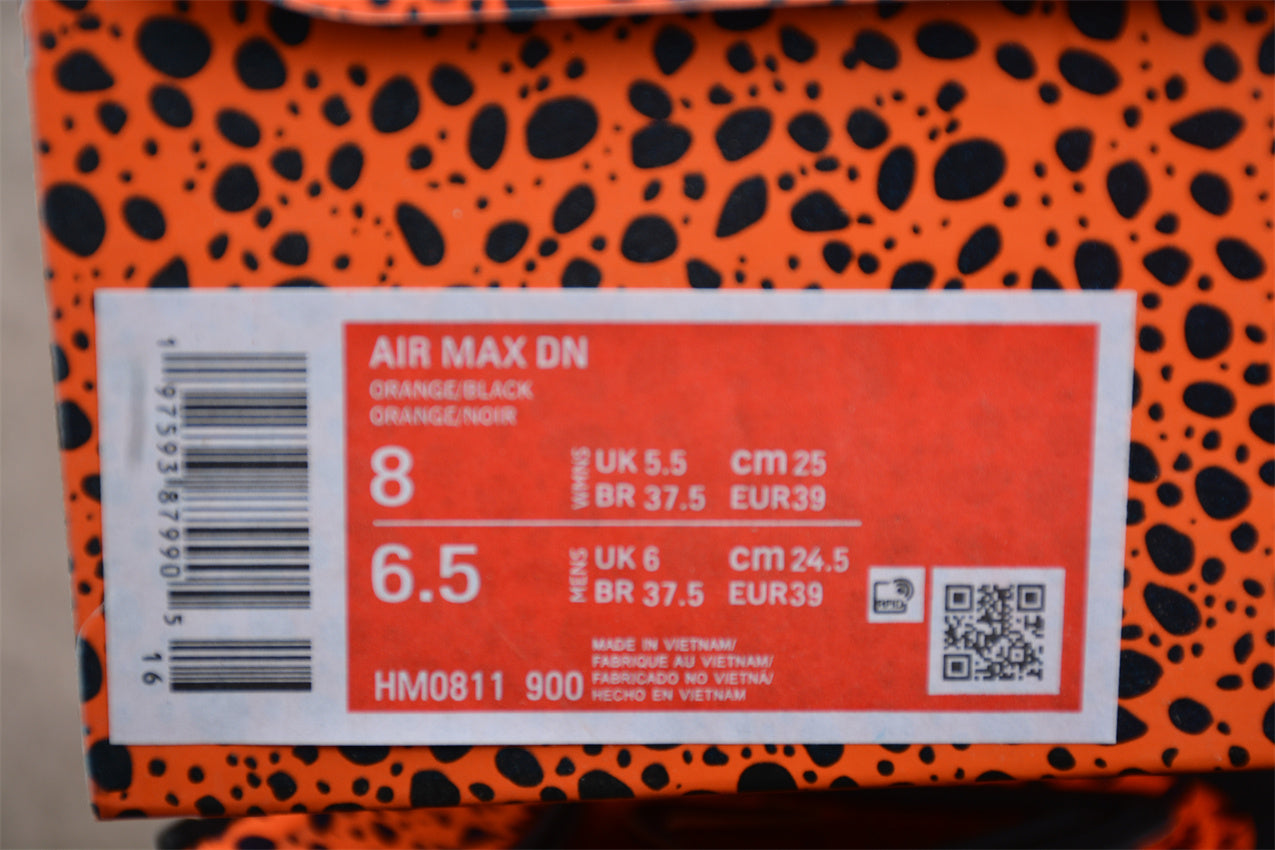 AIR MAX DN
ORANGE/BLACK
ORANGE/NOIR
8
WMNS
UK 5.5 cm 25
BR 37.5 EUR39
6.5
MENS
UK 6 cm 24.5
BR 37.5 EUR39
HM0811 900
MADE IN VIETNAM/
FABRIQUE AU VIETNAM/
FABRICADO NO VIETNÃ/
HECHO EN VIETNAM
RFID
1 97593 87990 5
16